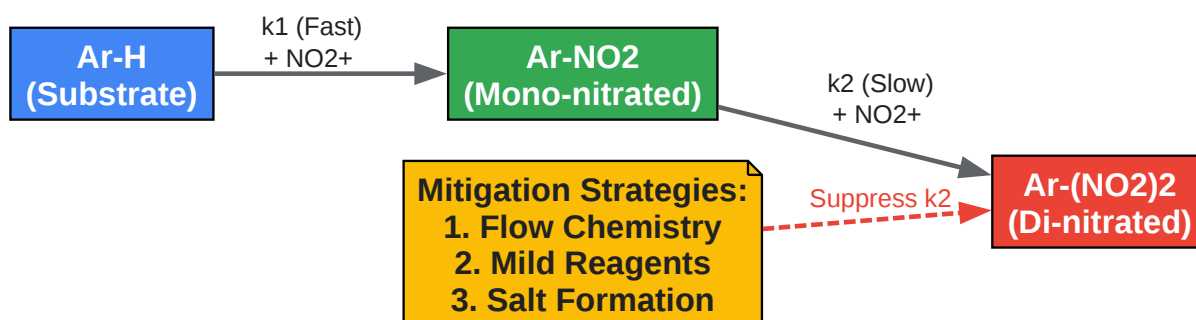 Ar-H
(Substrate)
k1 (Fast)
+ NO2+
Ar-NO2
(Mono-nitrated)
k2 (Slow)
+ NO2+
Ar-(NO2)2
(Di-nitrated)
Mitigation Strategies:
1. Flow Chemistry
2. Mild Reagents
3. Salt Formation
Suppress k2